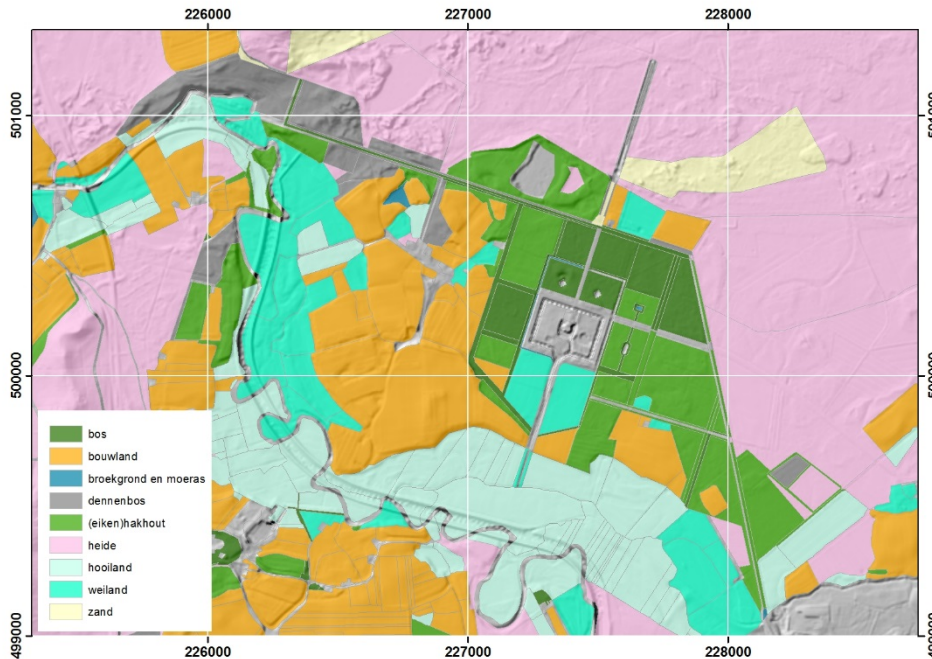 226000 227000 228000
501000 501000
500000 500000
bos
bouwland
broekgrond en moeras
dennenbos
(eiken)hakhout
heide
hooiland
weiland
zand
499000 499000
226000 227000 228000